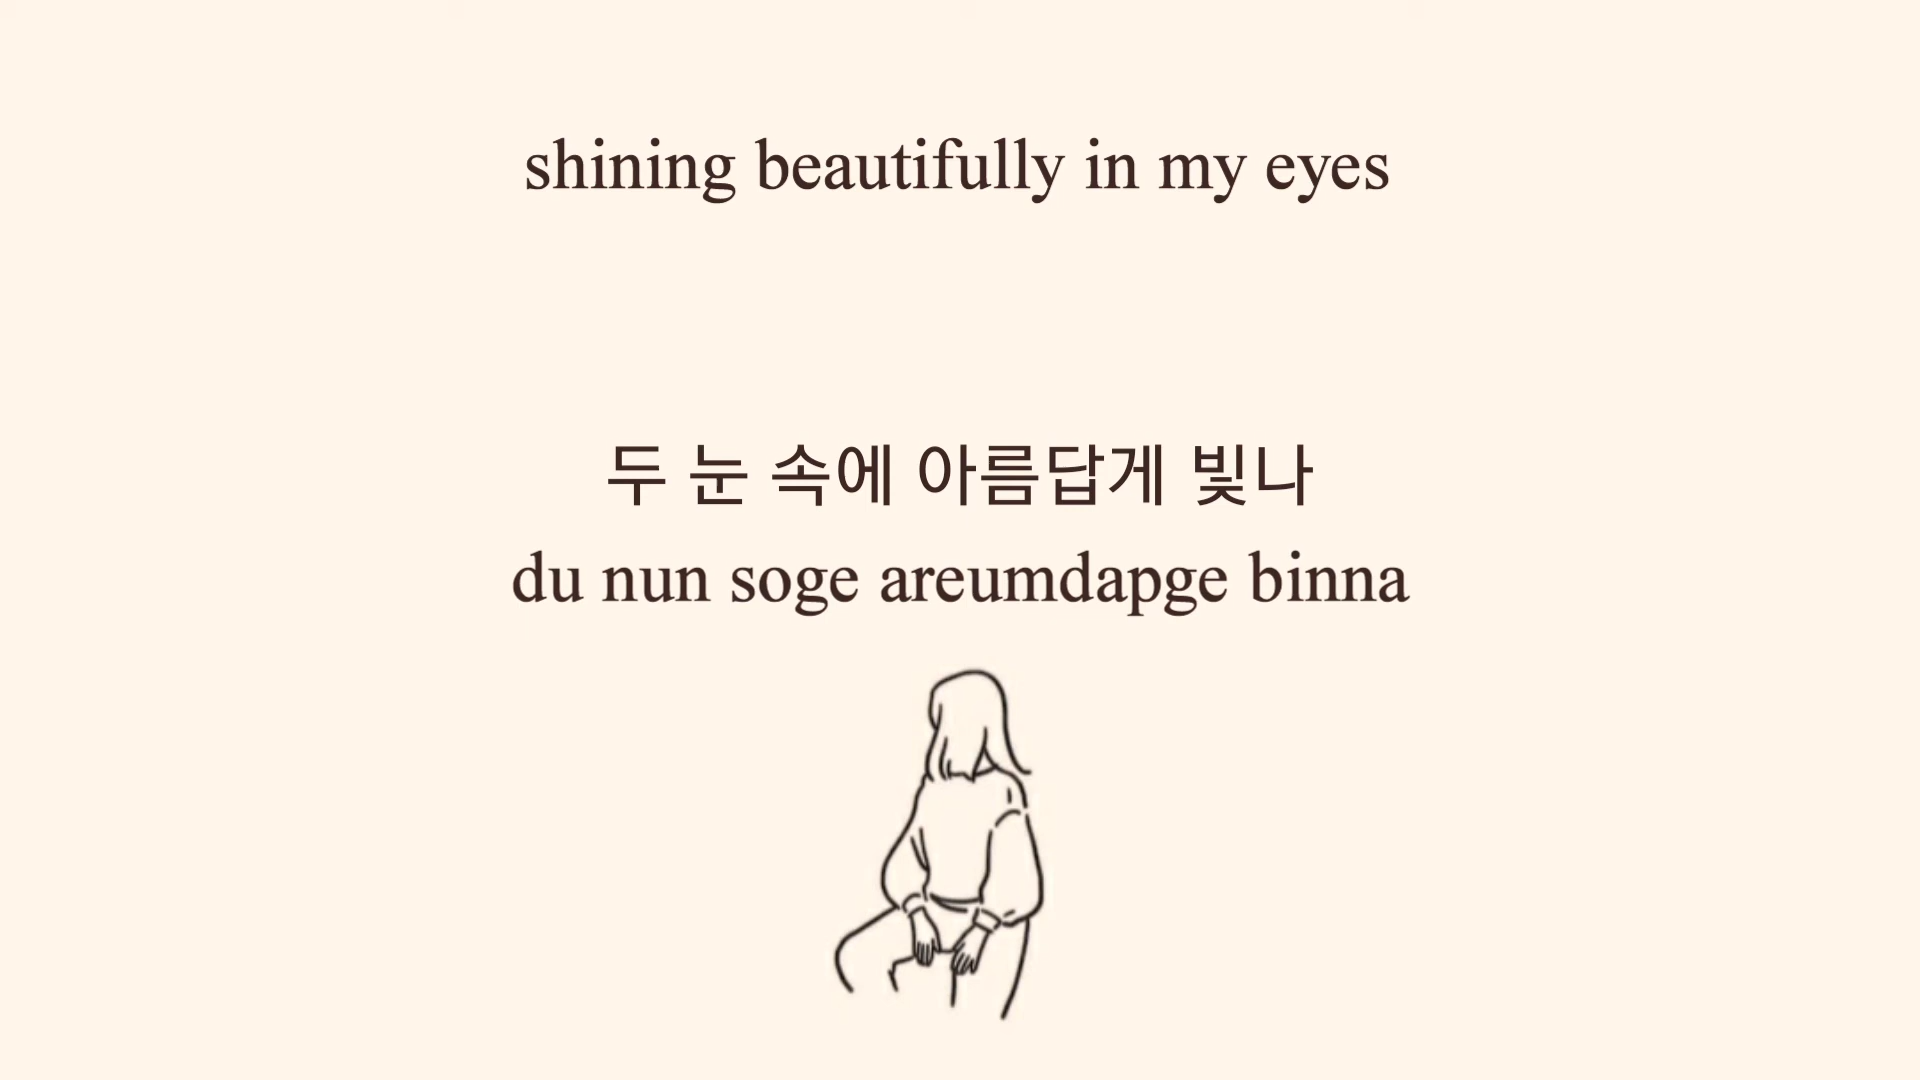 shining beautifully in my eyes
두 눈 속에 아름답게 빛나
du nun soge areumdapge binna